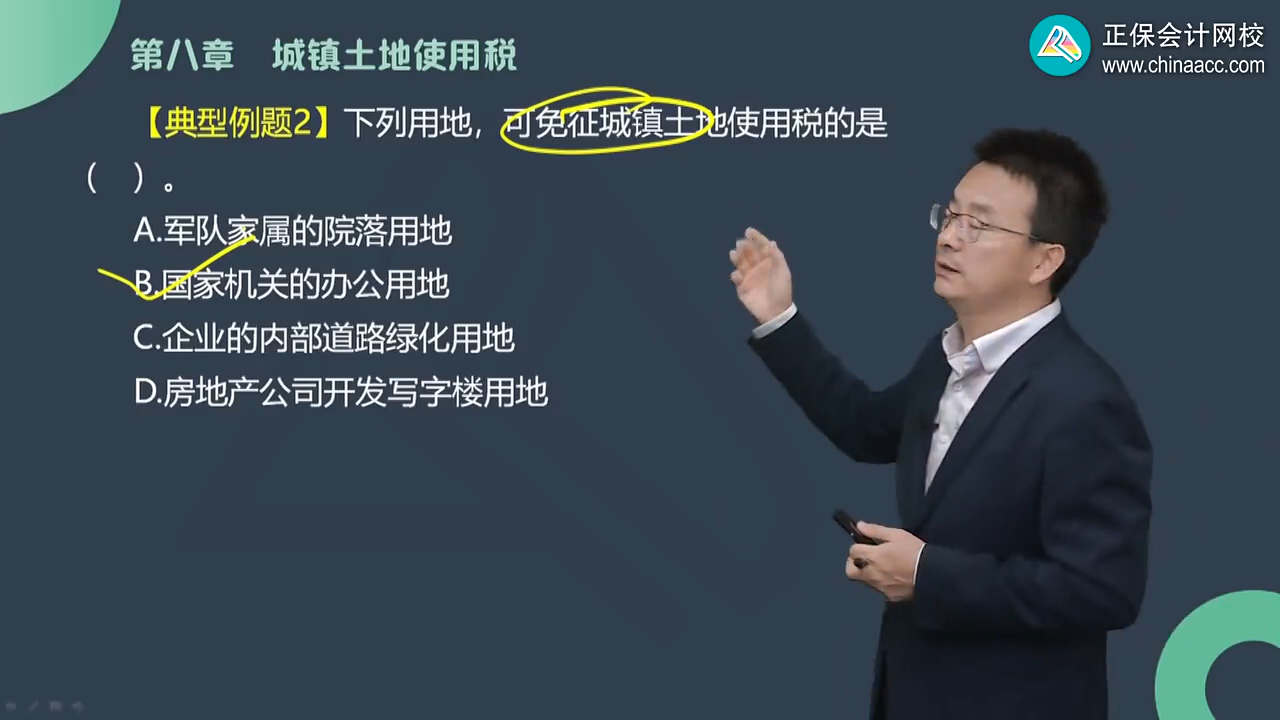 正保会计网校
www.chinaacc.com
第八章 城镇土地使用税
【典型例题2】下列用地，可免征城镇土地使用税的是
（ ）。
A.军队家属的院落用地
B.国家机关的办公用地
C.企业的内部道路绿化用地
D.房地产公司开发写字楼用地